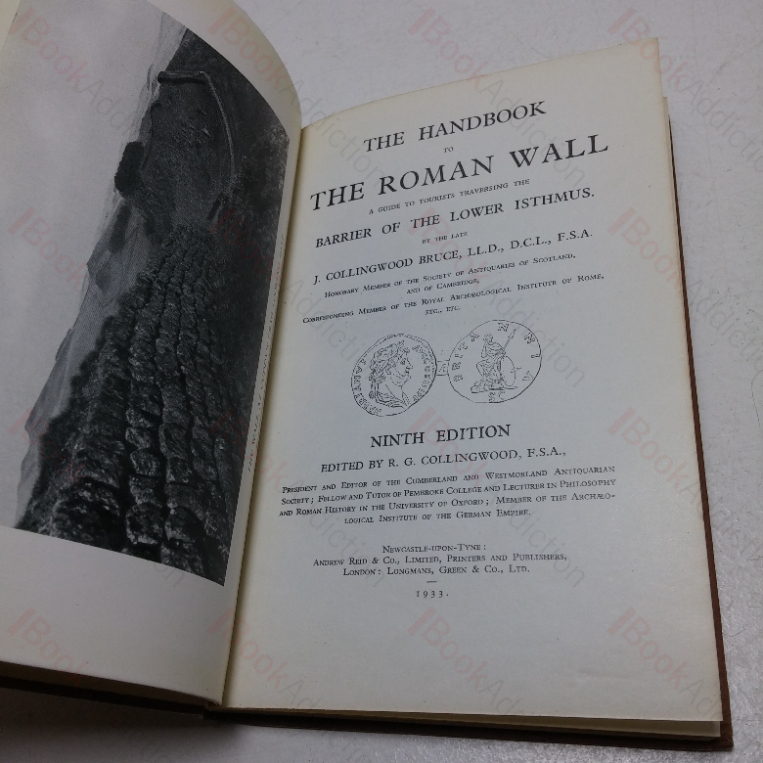 THE HANDBOOK
TO
THE ROMAN WALL
A GUIDE TO TOURISTS TRAVERSING THE
BARRIER OF THE LOWER ISTHMUS.
BY THE LATE
J. COLLINGWOOD BRUCE, LL.D., D.C.L., F.S.A.
HONORARY MEMBER OF THE SOCIETY OF ANTIQUARIES OF SCOTLAND,
AND OF CAMBRIDGE,
CORRESPONDING MEMBER OF THE ROYAL ARCHÆOLOGICAL INSTITUTE OF ROME,
ETC., ETC.
BRITANNIA
S C
NINTH EDITION
EDITED BY R. G. COLLINGWOOD, F.S.A.,
PRESIDENT AND EDITOR OF THE CUMBERLAND AND WESTMORLAND ANTIQUARIAN
SOCIETY; FELLOW AND TUTOR OF PEMBROKE COLLEGE AND LECTURER IN PHILOSOPHY
AND ROMAN HISTORY IN THE UNIVERSITY OF OXFORD; MEMBER OF THE ARCHÆO-
LOGICAL INSTITUTE OF THE GERMAN EMPIRE.
NEWCASTLE-UPON-TYNE:
ANDREW REID & CO., LIMITED, PRINTERS AND PUBLISHERS,
LONDON: LONGMANS, GREEN & CO., LTD.
1933.
BookAddiction